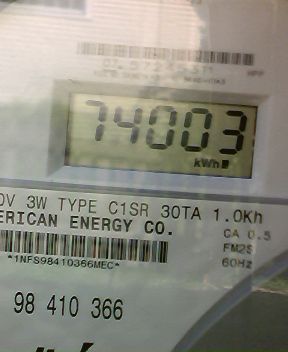 74003
kWh
0V 3W TYPE C1SR 30TA 1.0Kh
ERICAN ENERGY CO.
CA 0.5
FM2S
60Hz
*1NFS98410366MEC*
98 410 366